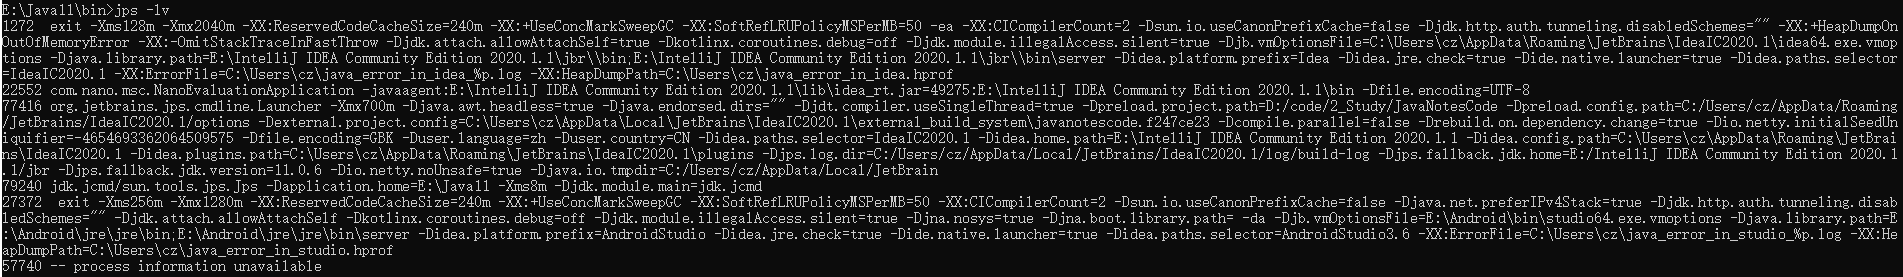 E:\Java11\bin>jps -lv
1272  exit -Xms128m -Xmx2040m -XX:ReservedCodeCacheSize=240m -XX:+UseConcMarkSweepGC -XX:SoftRefLRUPolicyMSPerMB=50 -ea -XX:CICompilerCount=2 -Dsun.io.useCanonPrefixCache=false -Djdk.http.auth.tunneling.disabledSchemes="" -XX:+HeapDumpOn
OutOfMemoryError -XX:-OmitStackTraceInFastThrow -Djdk.attach.allowAttachSelf=true -Dkotlinx.coroutines.debug=off -Djdk.module.illegalAccess.silent=true -Djb.vmOptionsFile=C:\Users\cz\AppData\Roaming\JetBrains\IdeaIC2020.1\idea64.exe.vmop
tions -Djava.library.path=E:\IntelliJ IDEA Community Edition 2020.1.1\jbr\\bin;E:\IntelliJ IDEA Community Edition 2020.1.1\jbr\\bin\server -Didea.platform.prefix=Idea -Didea.jre.check=true -Dide.native.launcher=true -Didea.paths.selector
=IdeaIC2020.1 -XX:ErrorFile=C:\Users\cz\java_error_in_idea_%p.log -XX:HeapDumpPath=C:\Users\cz\java_error_in_idea.hprof
22552 com.nano.msc.NanoEvaluationApplication -javaagent:E:\IntelliJ IDEA Community Edition 2020.1.1\lib\idea_rt.jar=49275:E:\IntelliJ IDEA Community Edition 2020.1.1\bin -Dfile.encoding=UTF-8
77416 org.jetbrains.jps.cmdline.Launcher -Xmx700m -Djava.awt.headless=true -Djava.endorsed.dirs="" -Djdt.compiler.useSingleThread=true -Dpreload.project.path=D:/code/2_Study/JavaNotesCode -Dpreload.config.path=C:/Users/cz/AppData/Roaming
/JetBrains/IdeaIC2020.1/options -Dexternal.project.config=C:\Users\cz\AppData\Local\JetBrains\IdeaIC2020.1\external_build_system\javanotescode.f247ce23 -Dcompile.parallel=false -Drebuild.on.dependency.change=true -Dio.netty.initialSeedUn
iquifier=-4654693362064509575 -Dfile.encoding=GBK -Duser.language=zh -Duser.country=CN -Didea.paths.selector=IdeaIC2020.1 -Didea.home.path=E:\IntelliJ IDEA Community Edition 2020.1.1 -Didea.config.path=C:\Users\cz\AppData\Roaming\JetBra
ins\IdeaIC2020.1 -Didea.plugins.path=C:\Users\cz\AppData\Roaming\JetBrains\IdeaIC2020.1\plugins -Djps.log.dir=C:/Users/cz/AppData/Local/JetBrains/IdeaIC2020.1/log/build-log -Djps.fallback.jdk.home=E:/IntelliJ IDEA Community Edition 2020.1
.1/jbr -Djps.fallback.jdk.version=11.0.6 -Dio.netty.noUnsafe=true -Djava.io.tmpdir=C:/Users/cz/AppData/Local/JetBrain
79240 jdk.jcmd/sun.tools.jps.Jps -Dapplication.home=E:\Java11 -Xms8m -Djdk.module.main=jdk.jcmd
27372  exit -Xms256m -Xmx1280m -XX:ReservedCodeCacheSize=240m -XX:+UseConcMarkSweepGC -XX:SoftRefLRUPolicyMSPerMB=50 -XX:CICompilerCount=2 -Dsun.io.useCanonPrefixCache=false -Djava.net.preferIPv4Stack=true -Djdk.http.auth.tunneling.disab
ledSchemes="" -Djdk.attach.allowAttachSelf -Dkotlinx.coroutines.debug=off -Djdk.module.illegalAccess.silent=true -Djna.nosys=true -Djna.boot.library.path= -da -Djb.vmOptionsFile=E:\Android\bin\studio64.exe.vmoptions -Djava.library.path=E
:\Android\jre\jre\bin;E:\Android\jre\jre\bin\server -Didea.platform.prefix=AndroidStudio -Didea.jre.check=true -Dide.native.launcher=true -Didea.paths.selector=AndroidStudio3.6 -XX:ErrorFile=C:\Users\cz\java_error_in_studio_%p.log -XX:He
apDumpPath=C:\Users\cz\java_error_in_studio.hprof
57740 -- process information unavailable